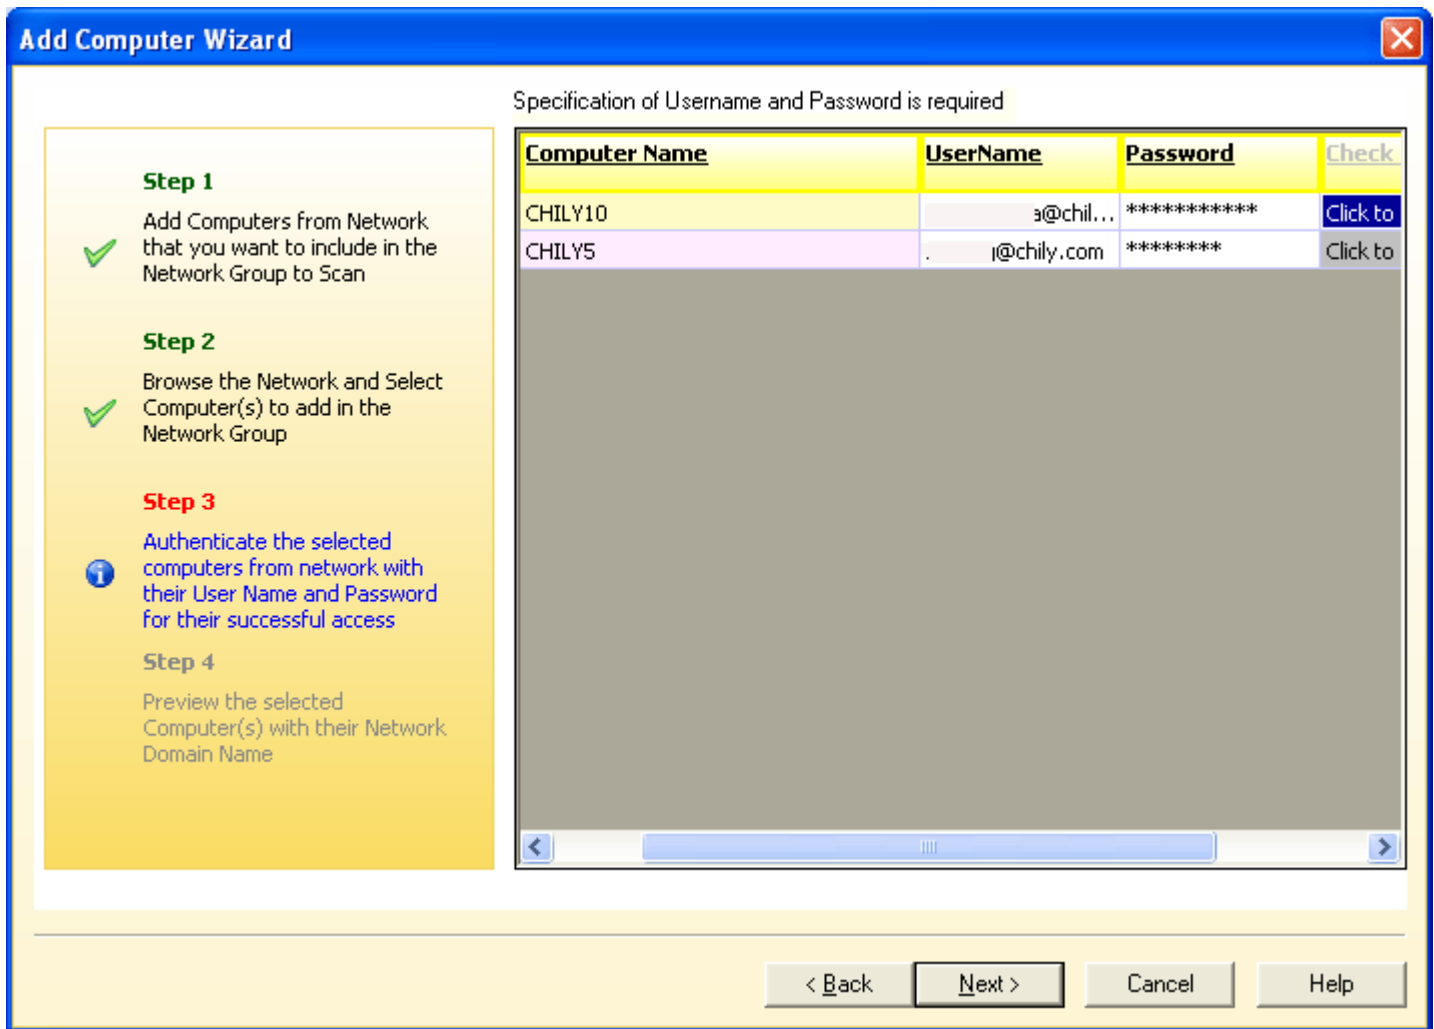 Add Computer Wizard
Specification of Username and Password is required
Step 1
Add Computers from Network
that you want to include in the
Network Group to Scan
Step 2
Browse the Network and Select
Computer(s) to add in the
Network Group
Step 3
Authenticate the selected
computers from network with
their User Name and Password
for their successful access
Step 4
Preview the selected
Computer(s) with their Network
Domain Name
Computer Name UserName Password Check
CHILY10 a@chil... *********** Click to
CHILY5 @chily.com ******** Click to
< Back Next > Cancel Help